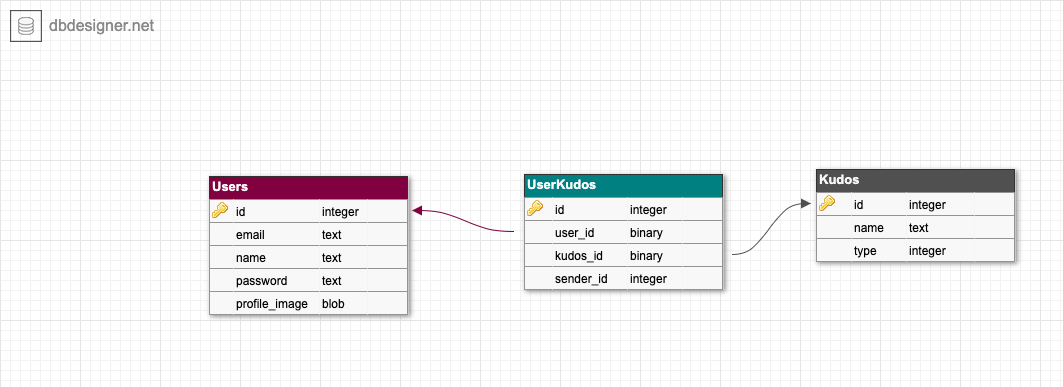 dbdesigner.net
Users
id integer
email text
name text
password text
profile_image blob
UserKudos
id integer
user_id binary
kudos_id binary
sender_id integer
Kudos
id integer
name text
type integer